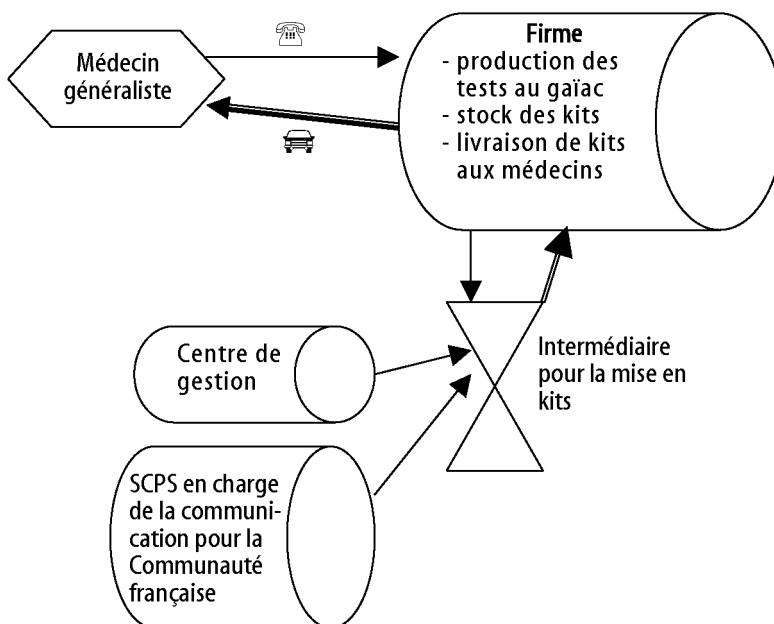 Médecin
généraliste
Firme
- production des
tests au gaïac
- stock des kits
- livraison de kits
aux médecins
Centre de
gestion
Intermédiaire
pour la mise en
kits
SCPS en charge
de la communi-
cation pour la
Communauté
française